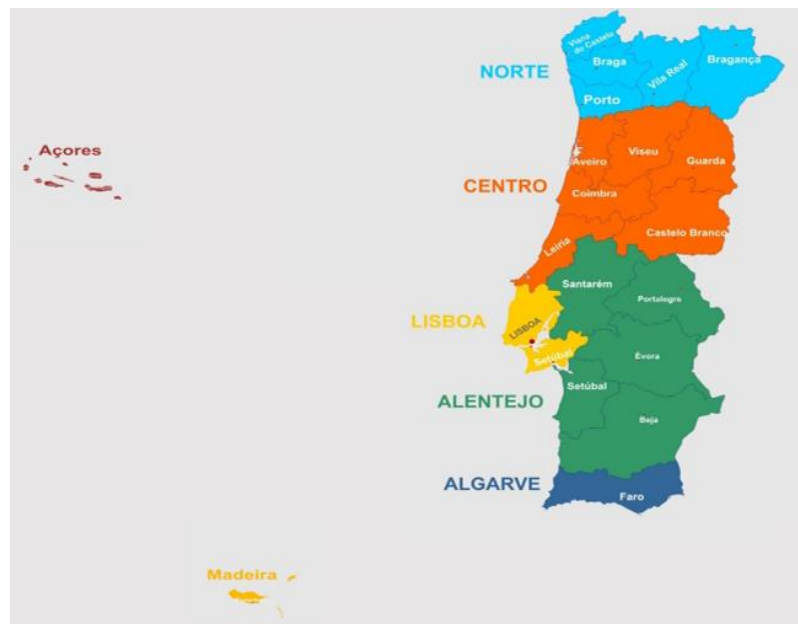 Viana
do Castelo
Braga
Vila Real
Bragança
NORTE
Porto
Açores
Aveiro
Viseu
Guarda
CENTRO
Coimbra
Leiria
Castelo Branco
Santarém
Portalegre
LISBOA
LISBOA
Setúbal
Évora
Setúbal
ALENTEJO
Beja
ALGARVE
Faro
Madeira